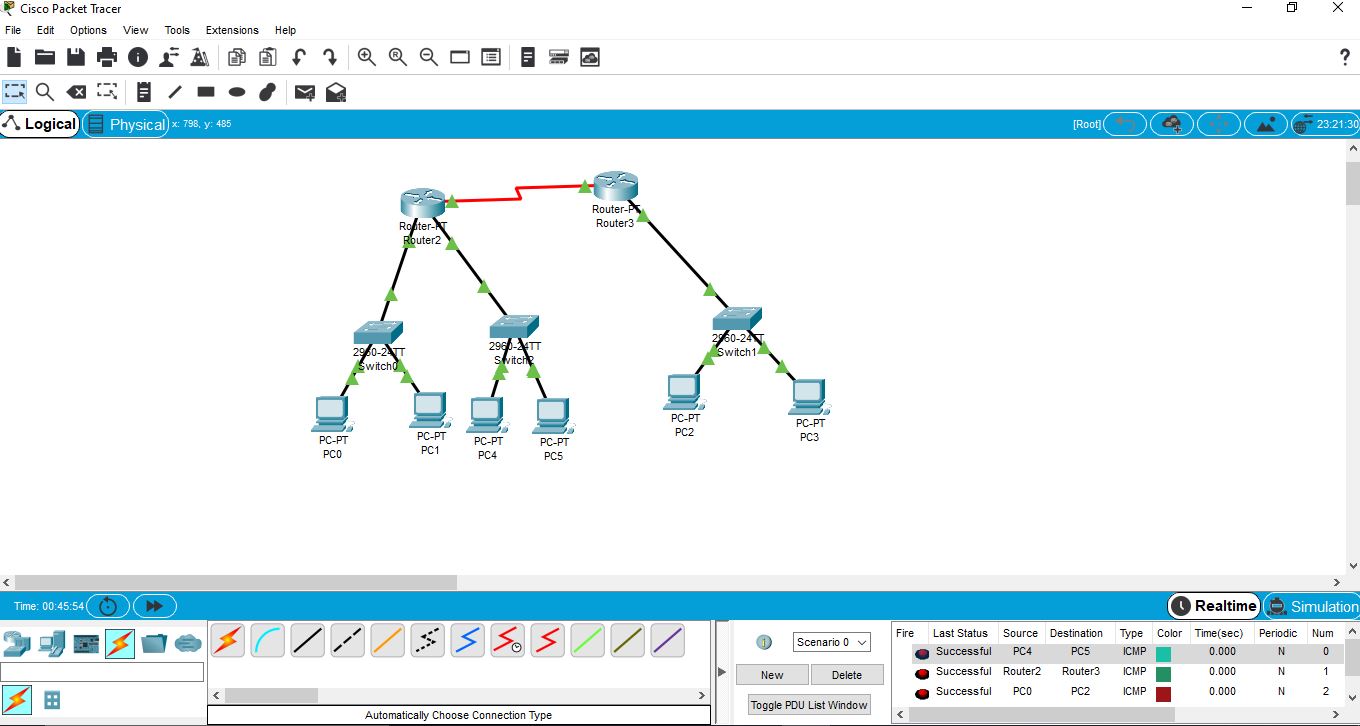 Cisco Packet Tracer
File Edit Options View Tools Extensions Help
Logical Physical x: 798, y: 485 [Root] 23:21:30
Router-PT
Router2
Router-PT
Router3
2960-24TT
Switch0
2960-24TT
Switch2
2960-24TT
Switch1
PC-PT
PC0
PC-PT
PC1
PC-PT
PC4
PC-PT
PC5
PC-PT
PC2
PC-PT
PC3
Time: 00:45:54 Realtime Simulation
Scenario 0
New Delete
Toggle PDU List Window
Automatically Choose Connection Type
Fire Last Status Source Destination Type Color Time(sec) Periodic Num
Successful PC4 PC5 ICMP 0.000 N 0
Successful Router2 Router3 ICMP 0.000 N 1
Successful PC0 PC2 ICMP 0.000 N 2